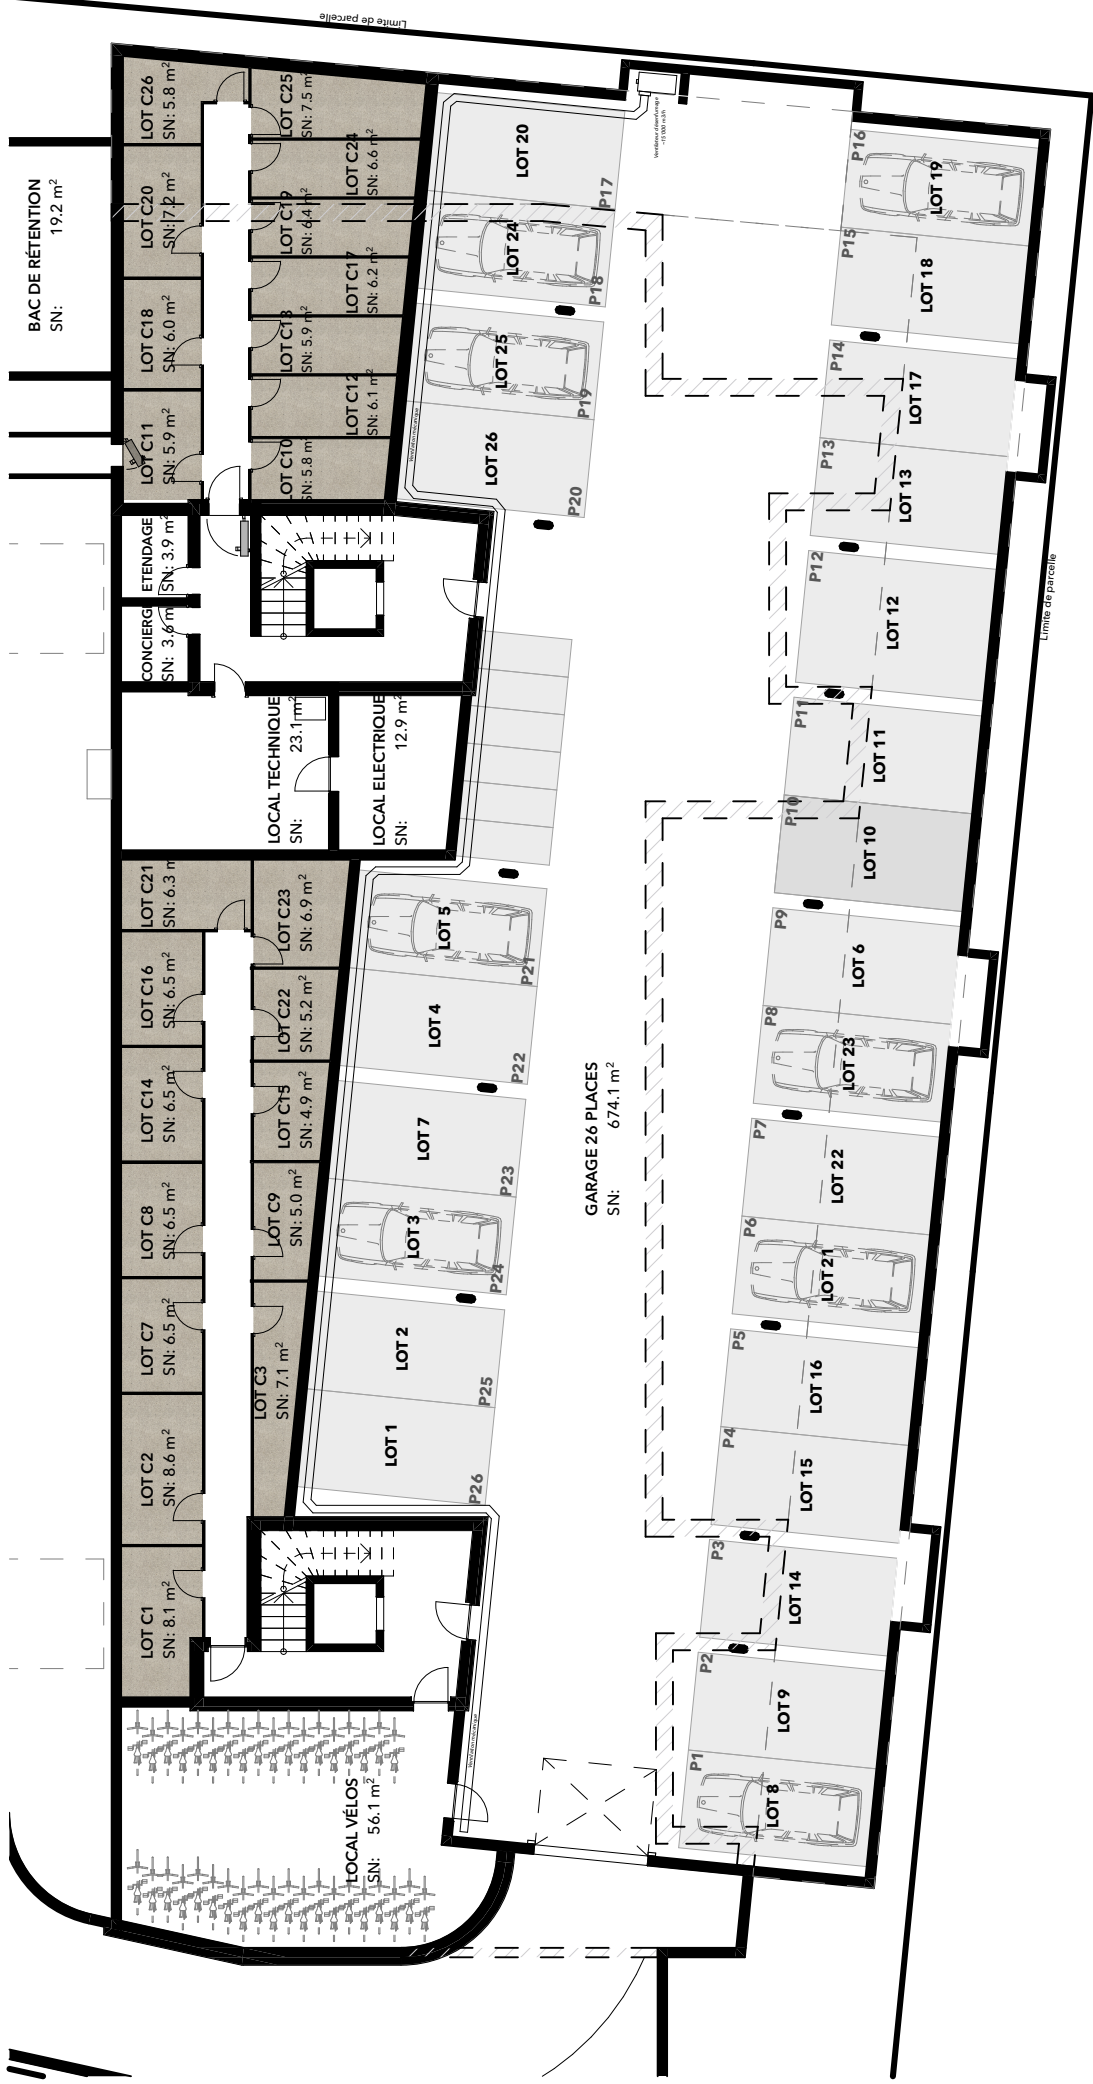 Limite de parcelle
BAC DE RÉTENTION
SN: 19.2 m²
LOT C26
SN: 5.8 m²
LOT C25
SN: 7.5 m²
LOT C20
SN: 7.2 m²
LOT C24
SN: 6.6 m²
LOT C19
SN: 6.4 m²
LOT C18
SN: 6.0 m²
LOT C17
SN: 6.2 m²
LOT C13
SN: 5.9 m²
LOT C11
SN: 5.9 m²
LOT C12
SN: 6.1 m²
LOT C10
SN: 5.8 m²
ETENDAGE
SN: 3.9 m²
CONCIERGE
SN: 3.6 m²
LOCAL TECHNIQUE
SN: 23.1 m²
LOCAL ELECTRIQUE
SN: 12.9 m²
LOT C21
SN: 6.3 m
LOT C23
SN: 6.9 m²
LOT C16
SN: 6.5 m²
LOT C22
SN: 5.2 m²
LOT C14
SN: 6.5 m²
LOT C15
SN: 4.9 m²
LOT C8
SN: 6.5 m²
LOT C9
SN: 5.0 m²
LOT C7
SN: 6.5 m²
LOT C3
SN: 7.1 m²
LOT C2
SN: 8.6 m²
LOT C1
SN: 8.1 m²
LOCAL VÉLOS
SN: 56.1 m²
Ventilation mécanique
Ventilation mécanique
Ventilateur désenfumage
LOT 20
P17
LOT 24
P18
LOT 25
P19
LOT 26
P20
LOT 5
P21
LOT 4
P22
LOT 7
P23
LOT 3
P24
LOT 2
P25
LOT 1
P26
GARAGE 26 PLACES
SN: 674.1 m²
P16
LOT 19
P15
LOT 18
P14
LOT 17
P13
LOT 13
P12
LOT 12
P11
LOT 11
P10
LOT 10
P9
LOT 6
P8
LOT 23
P7
LOT 22
P6
LOT 21
P5
LOT 16
P4
LOT 15
P3
LOT 14
P2
LOT 9
P1
LOT 8
Limite de parcelle